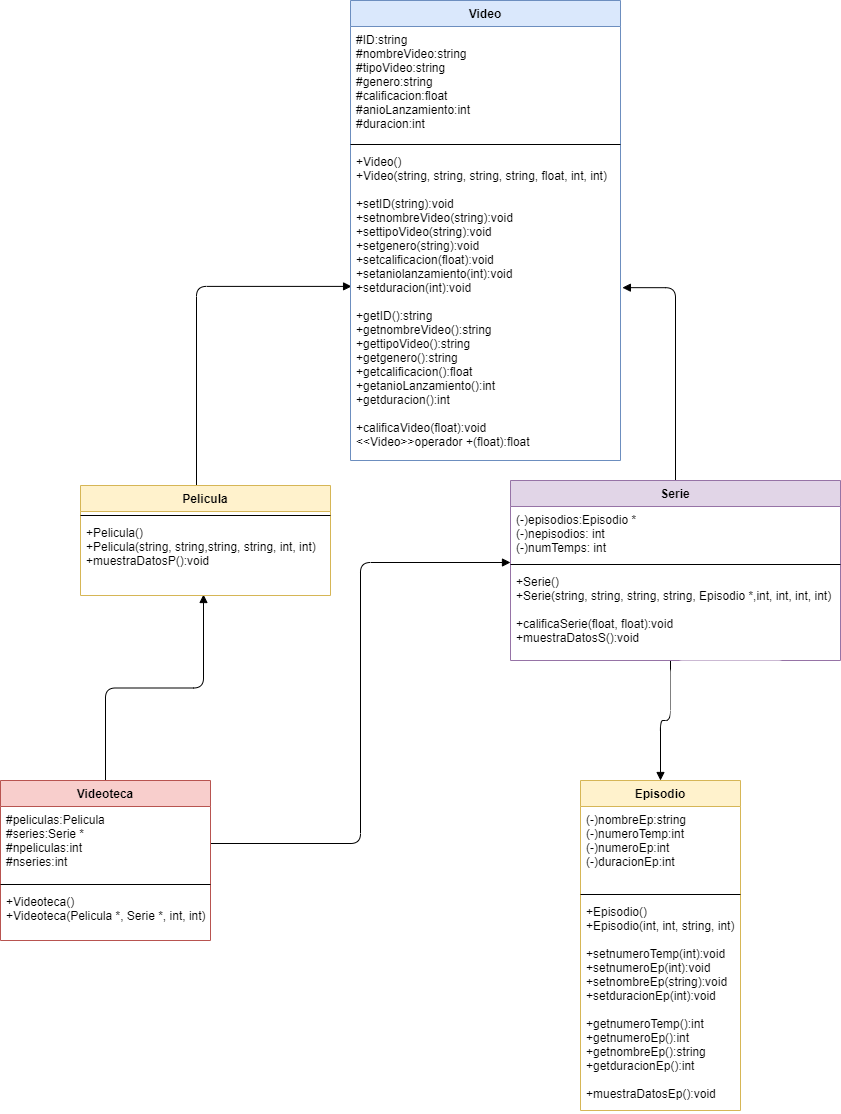 Video
#ID:string
#nombreVideo:string
#tipoVideo:string
#genero:string
#calificacion:float
#anioLanzamiento:int
#duracion:int
+Video()
+Video(string, string, string, string, float, int, int)
+setID(string):void
+setnombreVideo(string):void
+settipoVideo(string):void
+setgenero(string):void
+setcalificacion(float):void
+setaniolanzamiento(int):void
+setduracion(int):void
+getID():string
+getnombreVideo():string
+gettipoVideo():string
+getgenero():string
+getcalificacion():float
+getanioLanzamiento():int
+getduracion():int
+calificaVideo(float):void
<<Video>>operador +(float):float
Pelicula
+Pelicula()
+Pelicula(string, string,string, string, int, int)
+muestraDatosP():void
Serie
(-)episodios:Episodio *
(-)nepisodios: int
(-)numTemps: int
+Serie()
+Serie(string, string, string, string, Episodio *,int, int, int, int)
+calificaSerie(float, float):void
+muestraDatosS():void
Videoteca
#peliculas:Pelicula
#series:Serie *
#npeliculas:int
#nseries:int
+Videoteca()
+Videoteca(Pelicula *, Serie *, int, int)
Episodio
(-)nombreEp:string
(-)numeroTemp:int
(-)numeroEp:int
(-)duracionEp:int
+Episodio()
+Episodio(int, int, string, int)
+setnumeroTemp(int):void
+setnumeroEp(int):void
+setnombreEp(string):void
+setduracionEp(int):void
+getnumeroTemp():int
+getnumeroEp():int
+getnombreEp():string
+getduracionEp():int
+muestraDatosEp():void